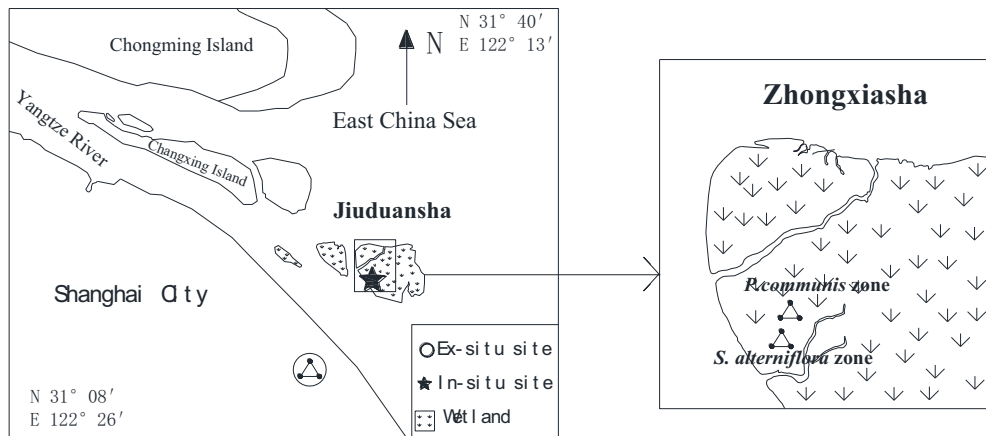 N 31° 40′
E 122° 13′
Chongming Island
N
East China Sea
Yangtze River
Changxing Island
Jiuduansha
Shanghai City
Ex-situ site
In-situ site
Wetland
N 31° 08′
E 122° 26′
Zhongxiasha
P. communis zone
S. alterniflora zone